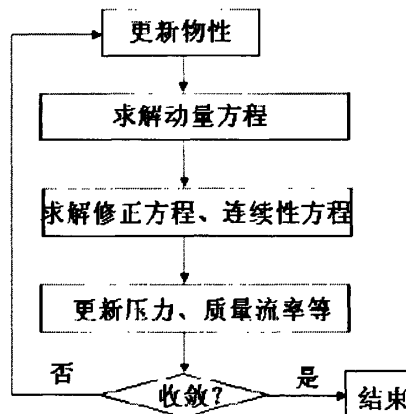 更新物性
求解动量方程
求解修正方程、连续性方程
更新压力、质量流率等
否
收敛？
是
结束